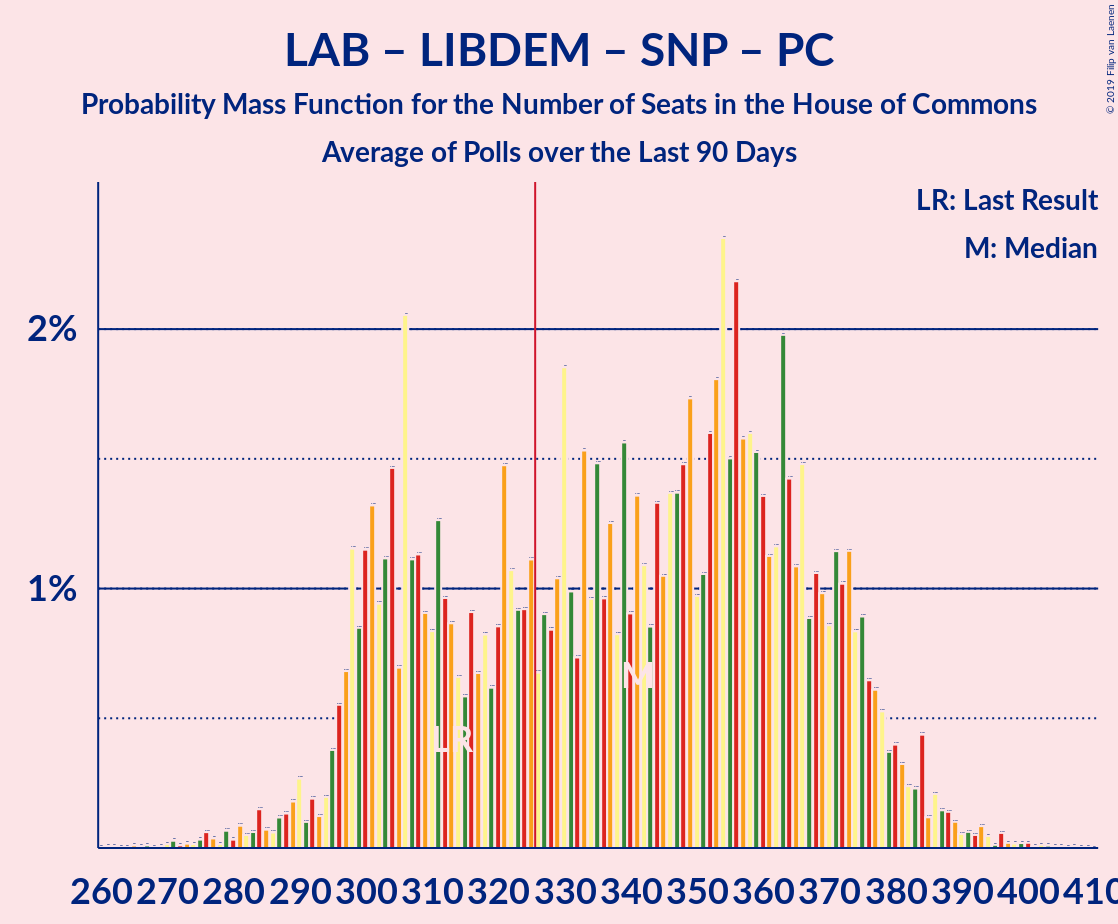 LAB – LIBDEM – SNP – PC
Probability Mass Function for the Number of Seats in the House of Commons
Average of Polls over the Last 90 Days
© 2019 Filip van Laenen
LR: Last Result
M: Median
2%
1%
LR
M
260 270 280 290 300 310 320 330 340 350 360 370 380 390 400 410